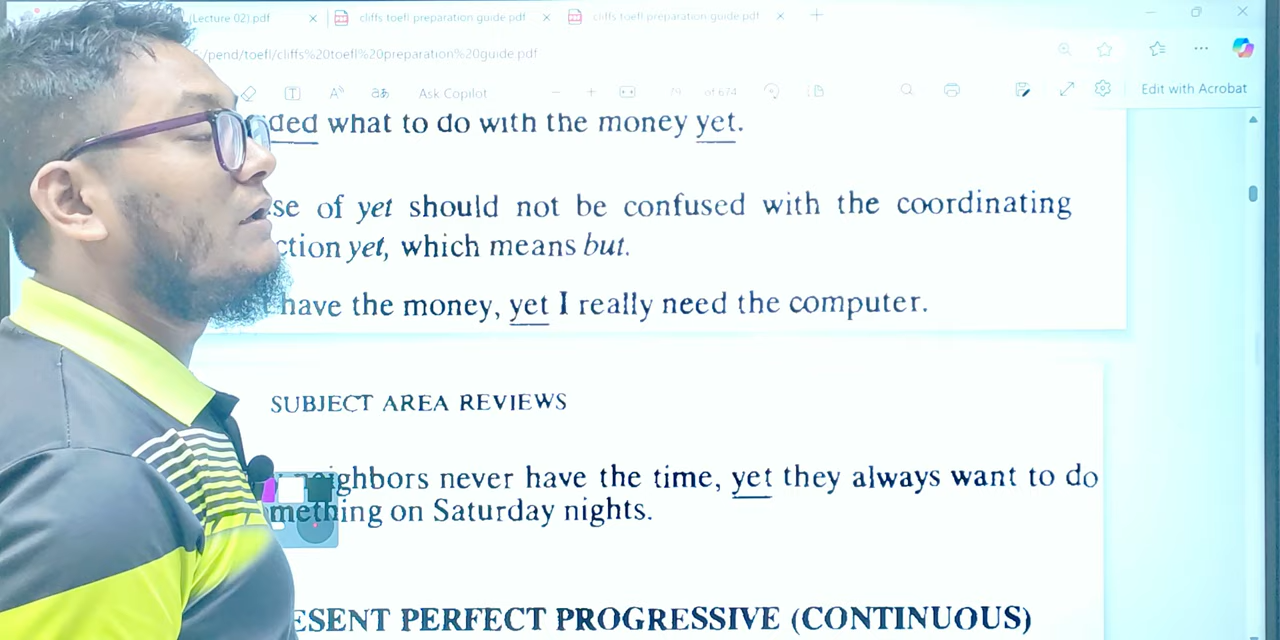 (Lecture 02).pdf
cliffs toefl preparation guide.pdf
cliffs toefl preparation guide.pdf
/pend/toefl/cliffs%20toefl%20preparation%20guide.pdf
Ask Copilot
79 of 674
Edit with Acrobat
ded what to do with the money yet.
se of yet should not be confused with the coordinating
ction yet, which means but.
have the money, yet I really need the computer.
SUBJECT AREA REVIEWS
ighbors never have the time, yet they always want to do
mething on Saturday nights.
ESENT PERFECT PROGRESSIVE (CONTINUOUS)